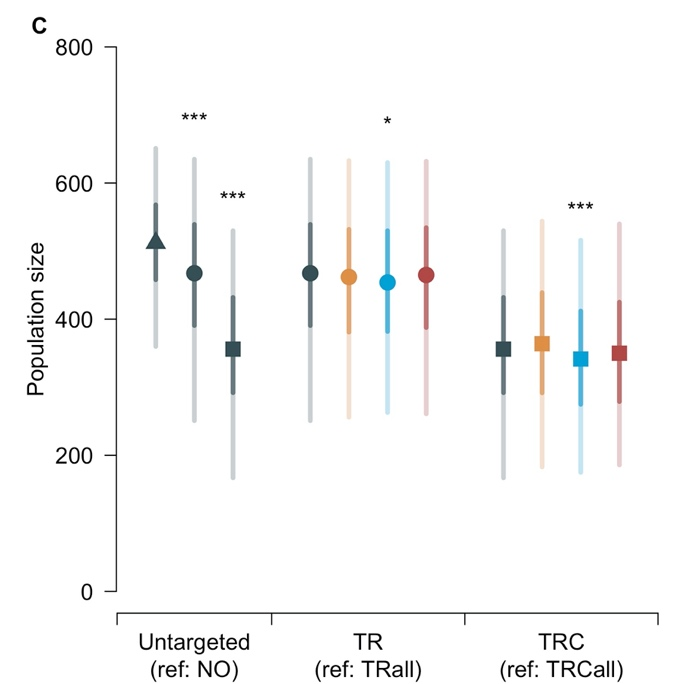 C
800
600
400
200
0
Population size
***
***
*
***
Untargeted
(ref: NO)
TR
(ref: TRall)
TRC
(ref: TRCall)